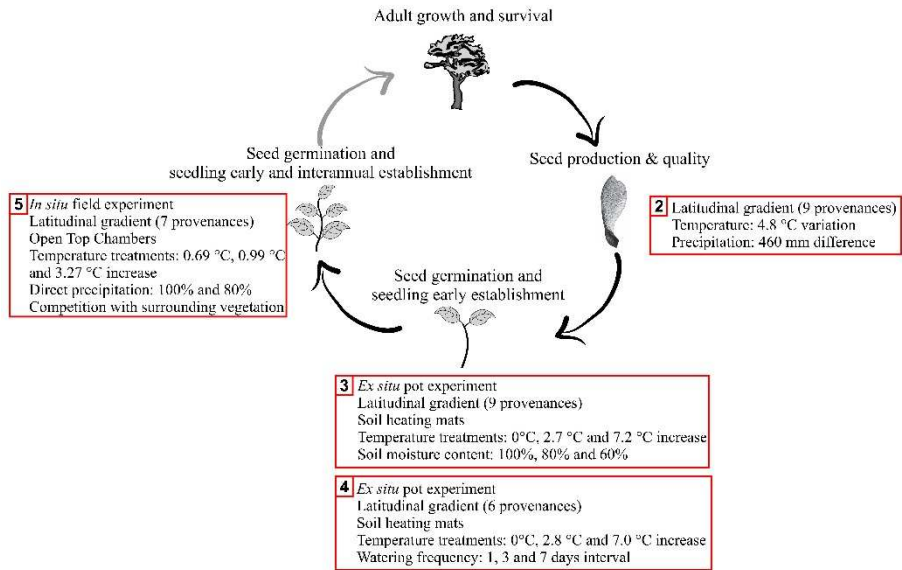 Adult growth and survival
Seed production & quality
2 Latitudinal gradient (9 provenances)
Temperature: 4.8 °C variation
Precipitation: 460 mm difference
Seed germination and
seedling early establishment
3 Ex situ pot experiment
Latitudinal gradient (9 provenances)
Soil heating mats
Temperature treatments: 0°C, 2.7 °C and 7.2 °C increase
Soil moisture content: 100%, 80% and 60%
4 Ex situ pot experiment
Latitudinal gradient (6 provenances)
Soil heating mats
Temperature treatments: 0°C, 2.8 °C and 7.0 °C increase
Watering frequency: 1, 3 and 7 days interval
Seed germination and
seedling early and interannual establishment
5 In situ field experiment
Latitudinal gradient (7 provenances)
Open Top Chambers
Temperature treatments: 0.69 °C, 0.99 °C
and 3.27 °C increase
Direct precipitation: 100% and 80%
Competition with surrounding vegetation